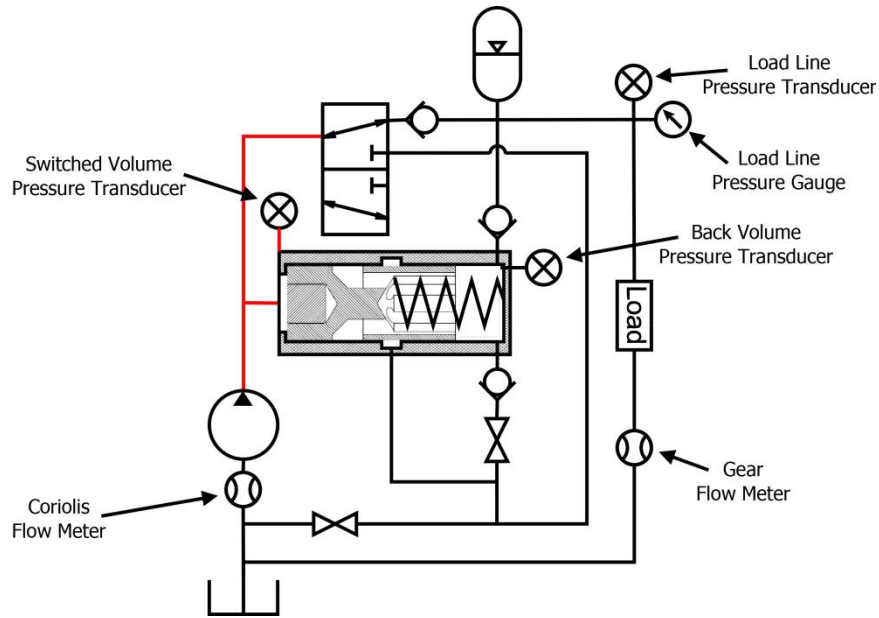 Load Line
Pressure Transducer
Switched Volume
Pressure Transducer
Load Line
Pressure Gauge
Back Volume
Pressure Transducer
Load
Gear
Flow Meter
Coriolis
Flow Meter